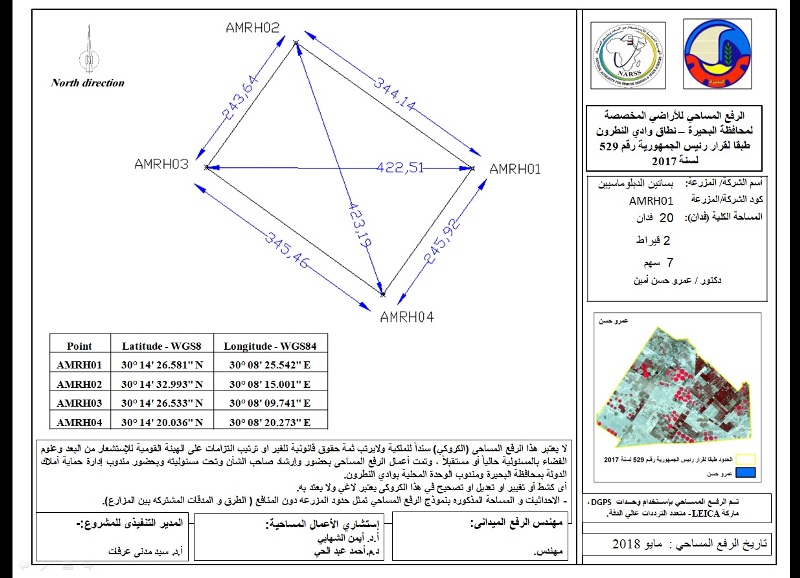 AMRH02
North direction
243,64
344,14
AMRH03
422,51
AMRH01
423,19
245,92
345,46
AMRH04
Point Latitude - WGS8 Longitude - WGS84
AMRH01 30° 14' 26.581" N 30° 08' 25.542" E
AMRH02 30° 14' 32.993" N 30° 08' 15.001" E
AMRH03 30° 14' 26.533" N 30° 08' 09.741" E
AMRH04 30° 14' 20.036" N 30° 08' 20.273" E
لا يعتبر هذا الرفع المساحي (الكروكي) سنداً للملكية ولايرتب ثمة حقوق قانونية للغير او ترتيب التزامات على الهيئة القومية للإستشعار من البعد وعلوم
الفضاء بالمسئولية حالياً أو مستقبلاً ، وتمت أعمال الرفع المساحى بحضور وإرشاد صاحب الشأن وتحت مسئوليته وبحضور مندوب إدارة حماية أملاك
الدولة بمحافظة البحيرة ومندوب الوحدة المحلية بوادي النطرون.
أى كشط أو تغيير او تعديل او تصحيح في هذا الكروكي يعتبر لاغي ولا يعتد به.
- الاحداثيات و المساحة المذكوره بنموذج الرفع المساحي تمثل حدود المزرعه دون المنافع ( الطرق و المدقات المشتركه بين المزارع).
مهندس الرفع الميدانى:
مهندس.
إستشاري الأعمال المساحية:
أ.د. أيمن الشهابي
د.م.أحمد عبد الحي
المدير التنفيذى للمشروع:-
أ.د. سيد مدنى عرفات
NARSS
الرفع المساحي للأراضي المخصصة
لمحافظة البحيرة – نطاق وادي النطرون
طبقا لقرار رئيس الجمهورية رقم 529
لسنة 2017
اسم الشركة/ المزرعة: بساتين الدبلوماسيين
كود الشركة/المزرعة AMRH01
المساحة الكلية (فدان): 20 فدان
2 قيراط
7 سهم
دكتور / عمرو حسن أمين
عمرو حسن
الحدود طبقا لقرار رئيس الجمهورية رقم 529 لسنة 2017
عمرو حسن
تم الرفع المساحي بإستخدام وحدات DGPS ،
ماركة LEICA - متعدد الترددات عالي الدقة.
تاريخ الرفع المساحي : مايو 2018